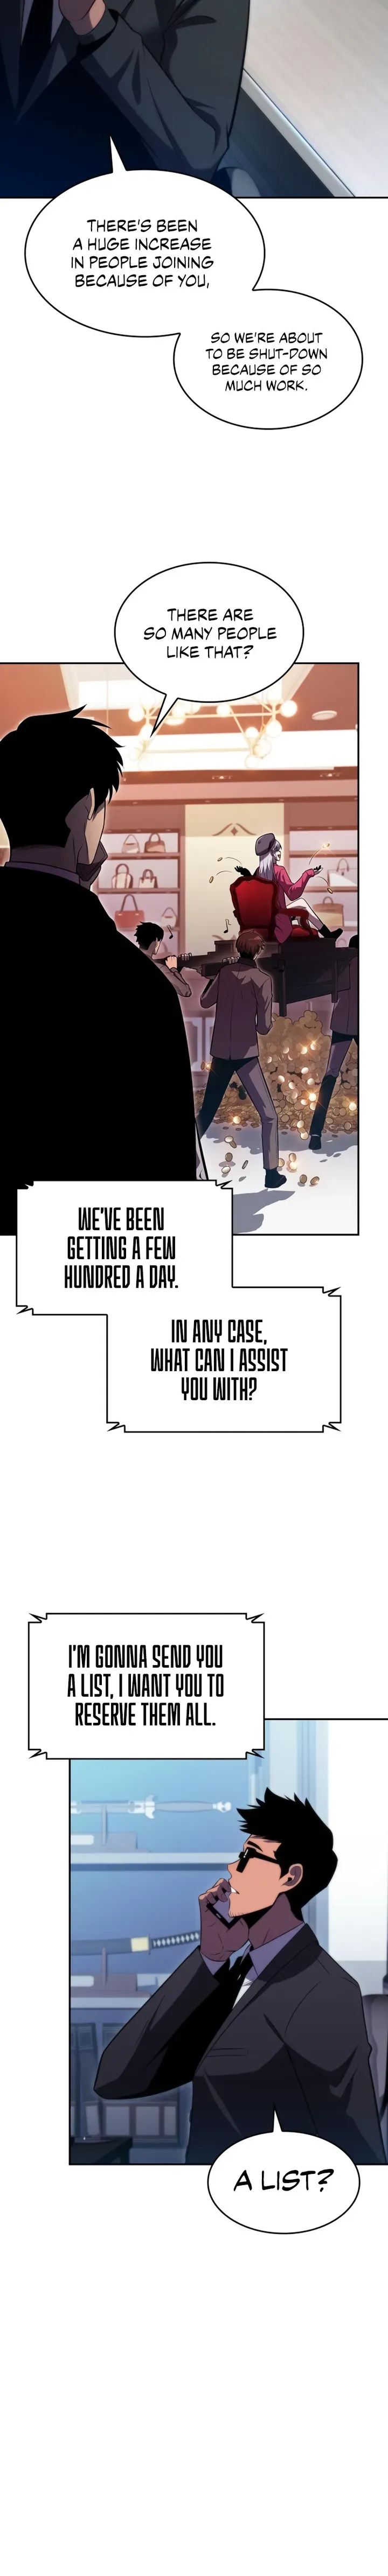 THERE'S BEEN
A HUGE INCREASE
IN PEOPLE JOINING
BECAUSE OF YOU,
SO WE'RE ABOUT
TO BE SHUT-DOWN
BECAUSE OF SO
MUCH WORK.
THERE ARE
SO MANY PEOPLE
LIKE THAT?
WE'VE BEEN
GETTING A FEW
HUNDRED A DAY.
IN ANY CASE,
WHAT CAN I ASSIST
YOU WITH?
I'M GONNA SEND YOU
A LIST, I WANT YOU TO
RESERVE THEM ALL.
A LIST?